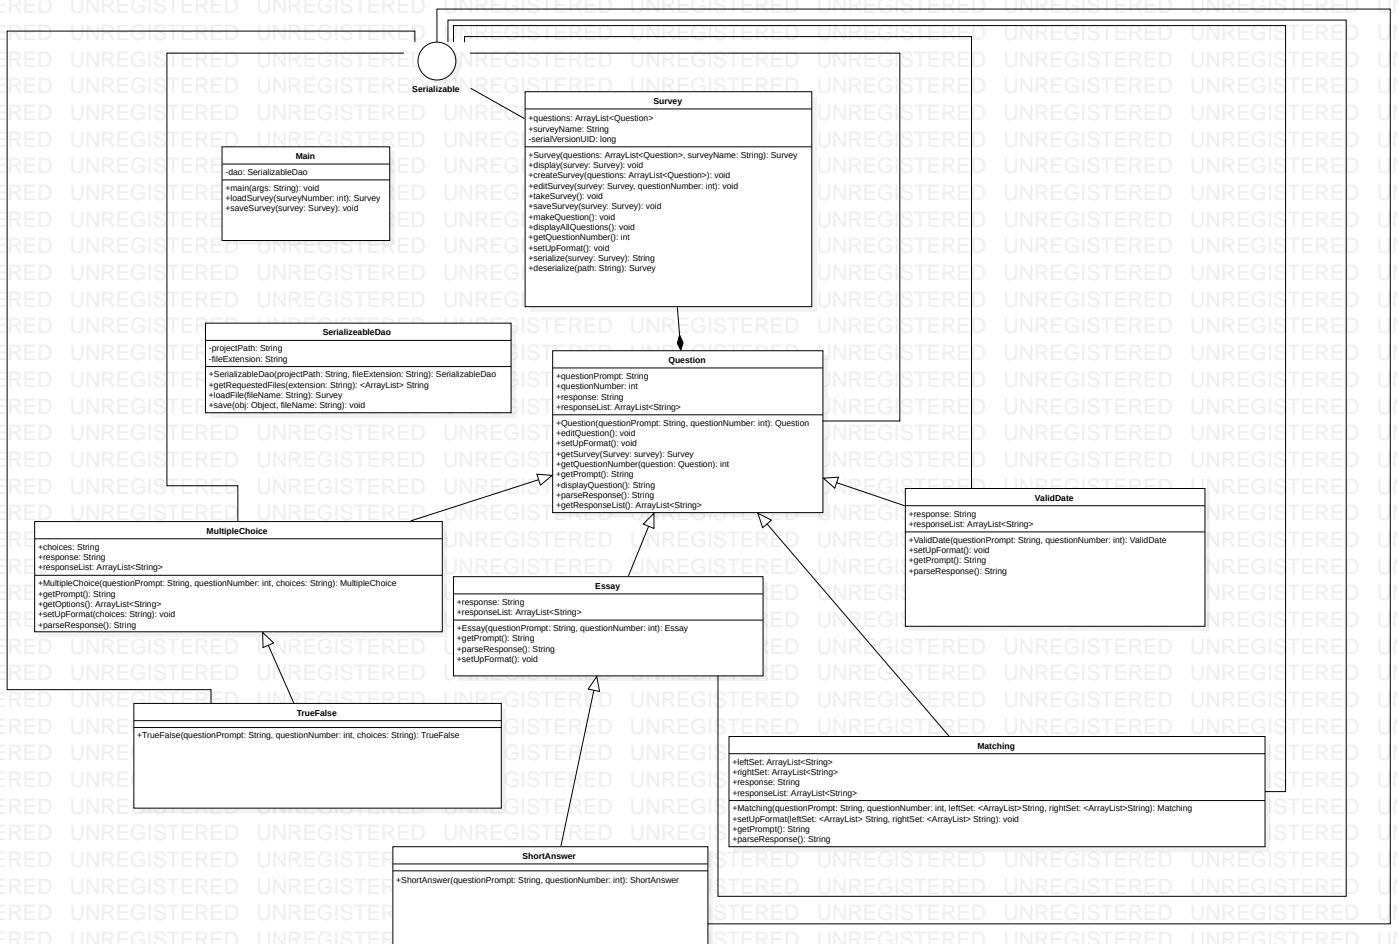 Serializable
Survey
+questions: ArrayList<Question>
+surveyName: String
-serialVersionUID: long
+Survey(questions: ArrayList<Question>, surveyName: String): Survey
+display(survey: Survey): void
+createSurvey(questions: ArrayList<Question>): void
+editSurvey(survey: Survey, questionNumber: int): void
+takeSurvey(): void
+saveSurvey(survey: Survey): void
+makeQuestion(): void
+displayAllQuestions(): void
+getQuestionNumber(): int
+setUpFormat(): void
+serialize(survey: Survey): String
+deserialize(path: String): Survey
Main
-dao: SerializableDao
+main(args: String): void
+loadSurvey(surveyNumber: int): Survey
+saveSurvey(survey: Survey): void
SerializeableDao
-projectPath: String
-fileExtension: String
+SerializableDao(projectPath: String, fileExtension: String): SerializableDao
+getRequestedFiles(extension: String): <ArrayList> String
+loadFile(fileName: String): Survey
+save(obj: Object, fileName: String): void
Question
+questionPrompt: String
+questionNumber: int
+response: String
+responseList: ArrayList<String>
+Question(questionPrompt: String, questionNumber: int): Question
+editQuestion(): void
+setUpFormat(): void
+getSurvey(Survey: survey): Survey
+getQuestionNumber(question: Question): int
+getPrompt(): String
+displayQuestion(): String
+parseResponse(): String
+getResponseList(): ArrayList<String>
ValidDate
+response: String
+responseList: ArrayList<String>
+ValidDate(questionPrompt: String, questionNumber: int): ValidDate
+setUpFormat(): void
+getPrompt(): String
+parseResponse(): String
MultipleChoice
+choices: String
+response: String
+responseList: ArrayList<String>
+MultipleChoice(questionPrompt: String, questionNumber: int, choices: String): MultipleChoice
+getPrompt(): String
+getOptions(): ArrayList<String>
+setUpFormat(choices: String): void
+parseResponse(): String
Essay
+response: String
+responseList: ArrayList<String>
+Essay(questionPrompt: String, questionNumber: int): Essay
+getPrompt(): String
+parseResponse(): String
+setUpFormat(): void
TrueFalse
+TrueFalse(questionPrompt: String, questionNumber: int, choices: String): TrueFalse
Matching
+leftSet: ArrayList<String>
+rightSet: ArrayList<String>
+response: String
+responseList: ArrayList<String>
+Matching(questionPrompt: String, questionNumber: int, leftSet: <ArrayList>String, rightSet: <ArrayList>String): Matching
+setUpFormat(leftSet: <ArrayList> String, rightSet: <ArrayList> String): void
+getPrompt(): String
+parseResponse(): String
ShortAnswer
+ShortAnswer(questionPrompt: String, questionNumber: int): ShortAnswer
UNREGISTERED